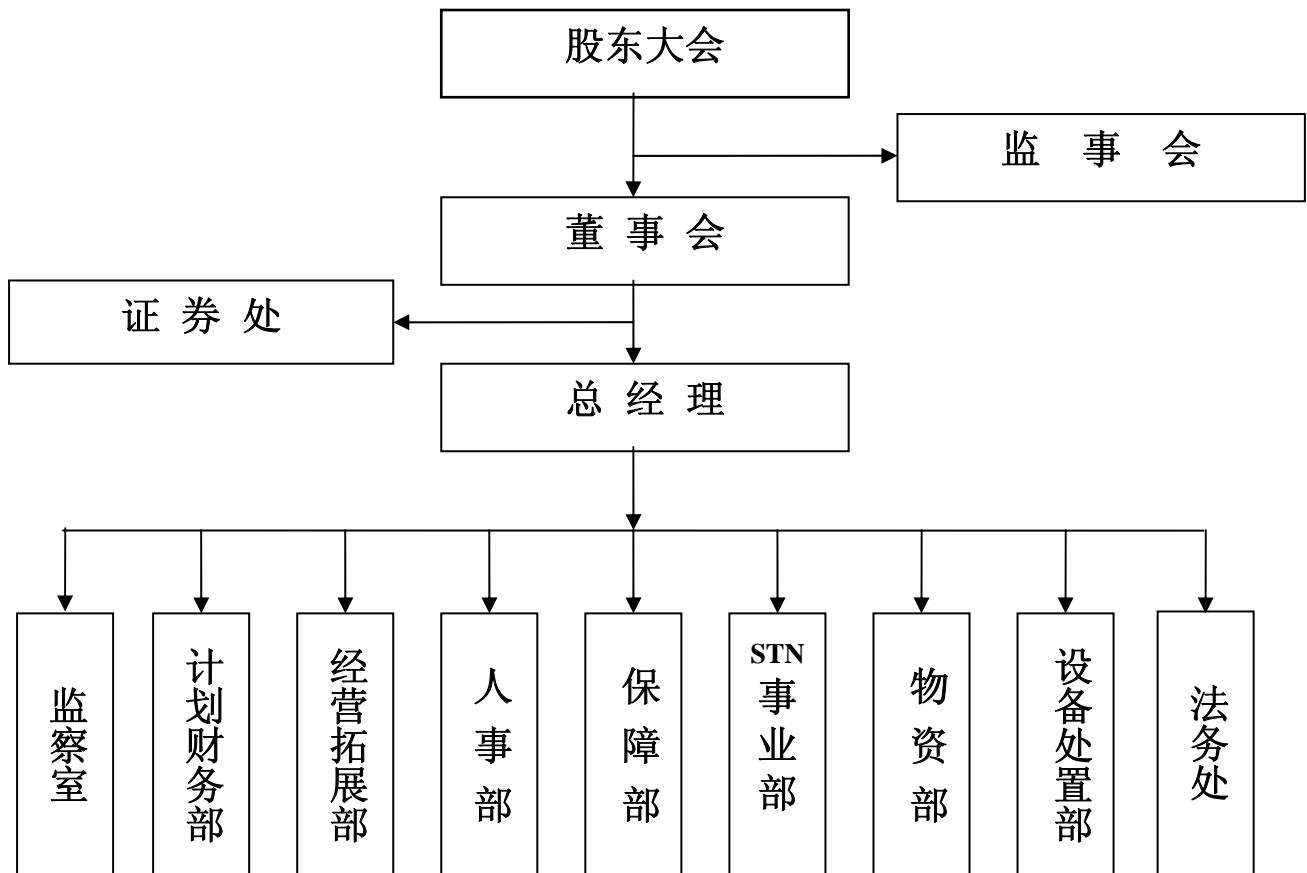 股东大会
监 事 会
董 事 会
证 券 处
总 经 理
监察室
计划财务部
经营拓展部
人事部
保障部
STN事业部
物资部
设备处置部
法务处